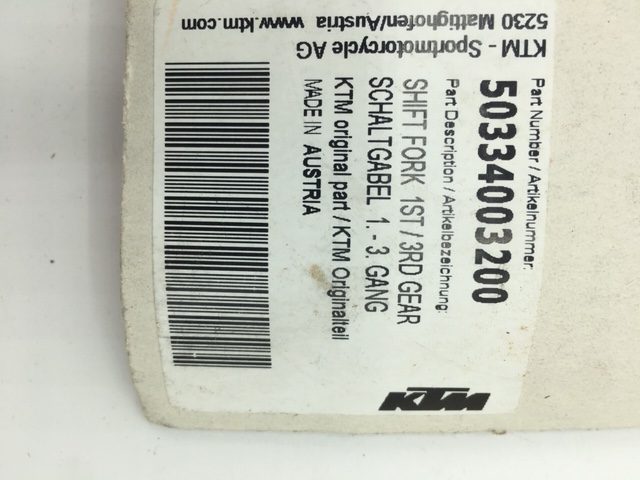 Part Number / Artikelnummer:
50334003200
Part Description / Artikelbezeichnung:
SHIFT FORK 1ST / 3RD GEAR
SCHALTGABEL 1. - 3. GANG
KTM original part / KTM Originalteil
MADE IN AUSTRIA
KTM - Sportmotorcycle AG
5230 Mattighofen/Austria www.ktm.com
KTM